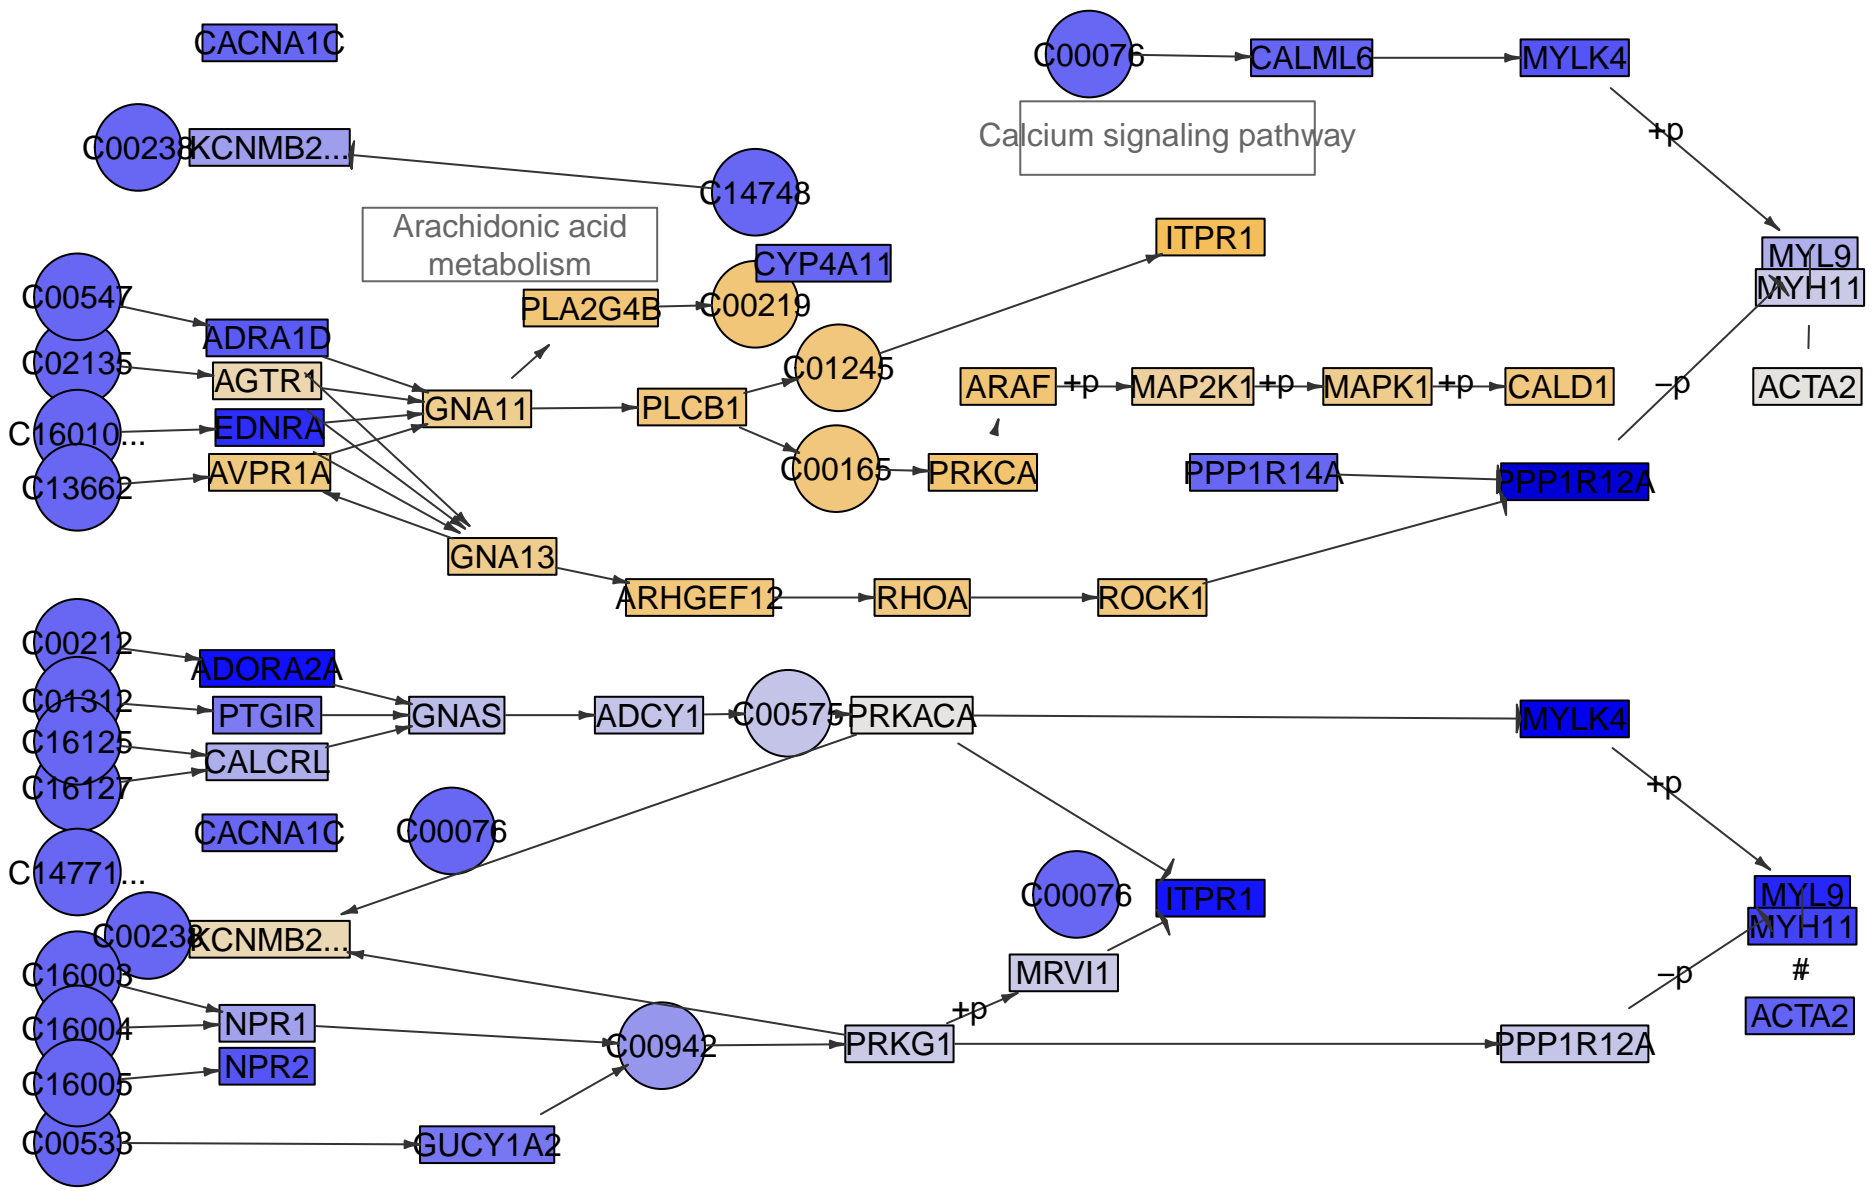 CACNA1C
C00076
CALML6
MYLK4
Calcium signaling pathway
+p
C00238
KCNMB2...
C14748
Arachidonic acid
metabolism
ITPR1
MYL9
MYH11
CYP4A11
C00547
PLA2G4B
C00219
ADRA1D
C02135
AGTR1
C01245
ARAF
+p
MAP2K1
+p
MAPK1
+p
CALD1
–p
ACTA2
GNA11
PLCB1
C16010...
EDNRA
C13662
AVPR1A
C00165
PRKCA
PPP1R14A
PPP1R12A
GNA13
ARHGEF12
RHOA
ROCK1
C00212
ADORA2A
C01312
PTGIR
GNAS
ADCY1
C00575
PRKACA
MYLK4
C16125
CALCRL
C16127
+p
CACNA1C
C00076
C14771...
C00076
ITPR1
MYL9
MYH11
C00238
KCNMB2...
C16003
MRVI1
–p
#
+p
ACTA2
C16004
NPR1
C00942
PRKG1
PPP1R12A
NPR2
C16005
C00533
GUCY1A2